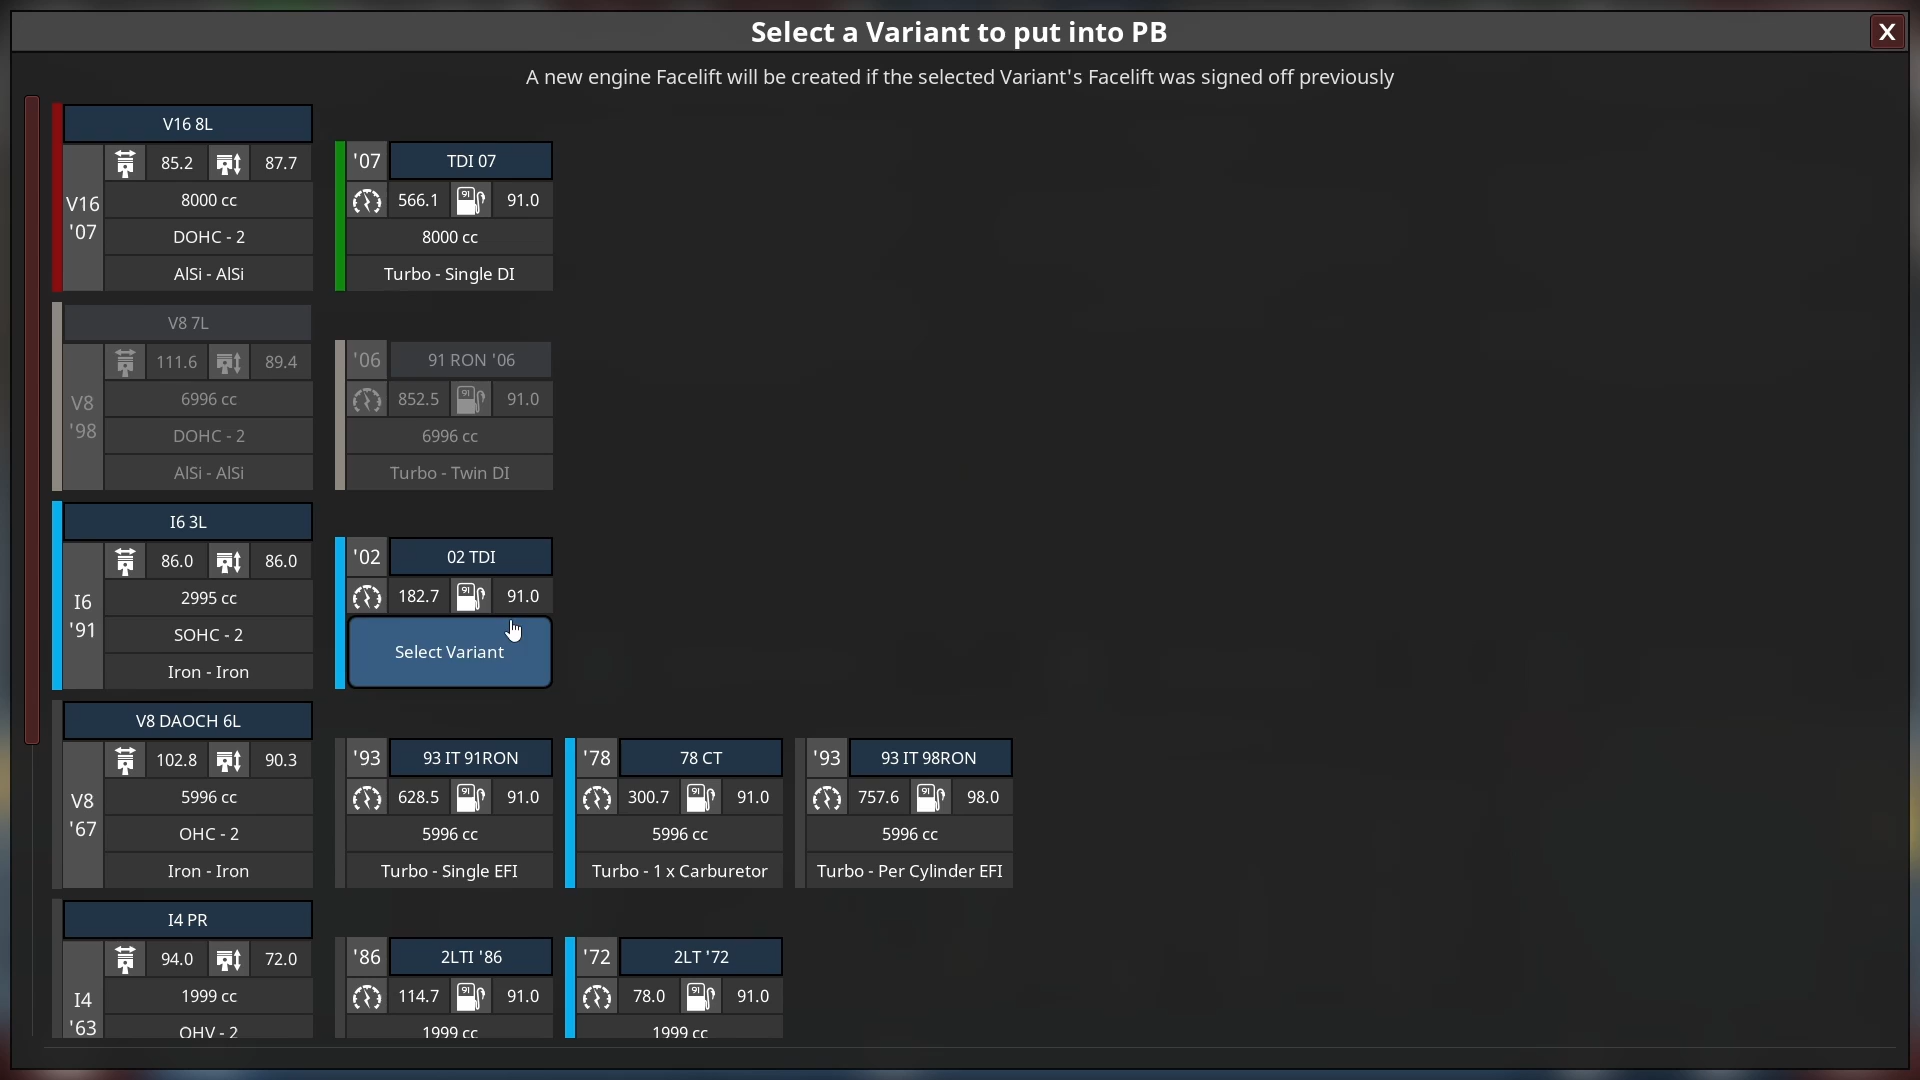 Select a Variant to put into PB
X
A new engine Facelift will be created if the selected Variant's Facelift was signed off previously
V16 8L
V16 '07
85.2 87.7
8000 cc
DOHC - 2
AlSi - AlSi
'07 TDI 07
566.1 91 91.0
8000 cc
Turbo - Single DI
V8 7L
V8 '98
111.6 89.4
6996 cc
DOHC - 2
AlSi - AlSi
'06 91 RON '06
852.5 91 91.0
6996 cc
Turbo - Twin DI
I6 3L
I6 '91
86.0 86.0
2995 cc
SOHC - 2
Iron - Iron
'02 02 TDI
182.7 91 91.0
Select Variant
V8 DAOCH 6L
V8 '67
102.8 90.3
5996 cc
OHC - 2
Iron - Iron
'93 93 IT 91RON
628.5 91 91.0
5996 cc
Turbo - Single EFI
'78 78 CT
300.7 91 91.0
5996 cc
Turbo - 1 x Carburetor
'93 93 IT 98RON
757.6 91 98.0
5996 cc
Turbo - Per Cylinder EFI
I4 PR
I4 '63
94.0 72.0
1999 cc
OHV - 2
'86 2LTI '86
114.7 91 91.0
1999 cc
'72 2LT '72
78.0 91 91.0
1999 cc